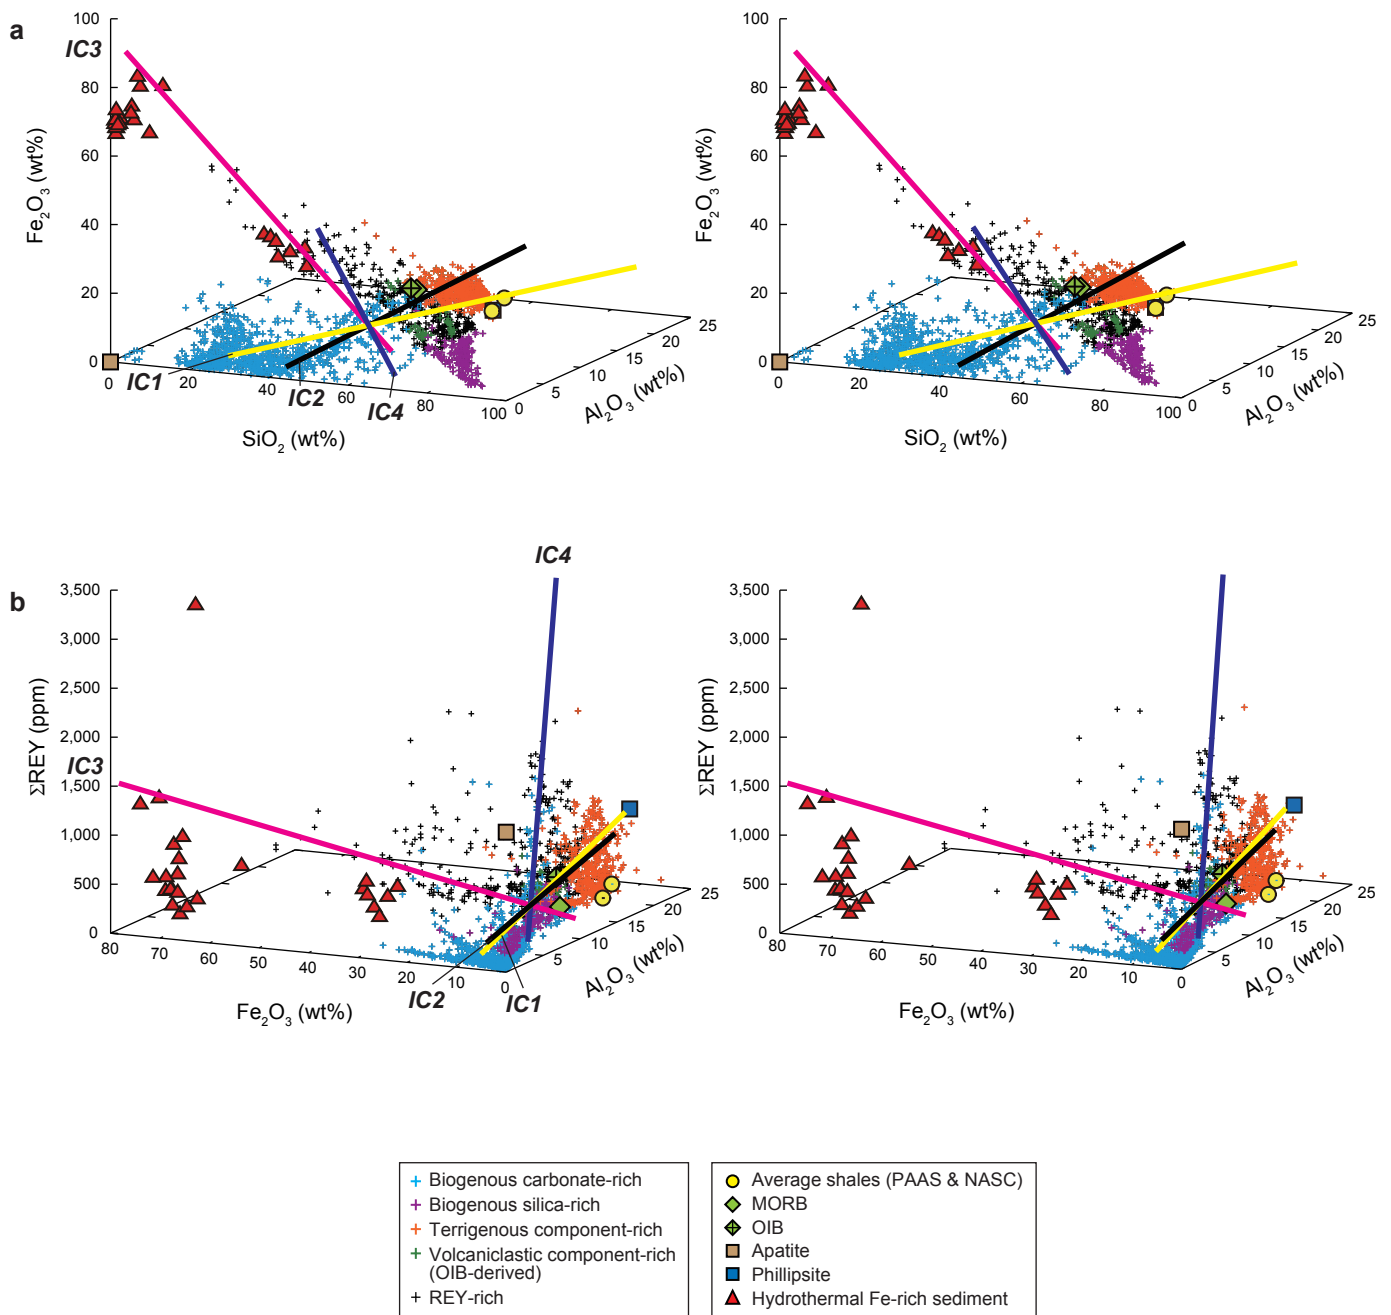 a
IC3
Fe2O3 (wt%)
100
80
60
40
20
0
0
20
40
60
80
100
SiO2 (wt%)
0
5
10
15
20
25
Al2O3 (wt%)
IC1
IC2
IC4
Fe2O3 (wt%)
100
80
60
40
20
0
0
20
40
60
80
100
SiO2 (wt%)
0
5
10
15
20
25
Al2O3 (wt%)
b
IC4
IC3
ΣREY (ppm)
3,500
3,000
2,500
2,000
1,500
1,000
500
0
80
70
60
50
40
30
20
10
0
Fe2O3 (wt%)
5
10
15
20
25
Al2O3 (wt%)
IC2
IC1
ΣREY (ppm)
3,500
3,000
2,500
2,000
1,500
1,000
500
0
80
70
60
50
40
30
20
10
0
Fe2O3 (wt%)
5
10
15
20
25
Al2O3 (wt%)
Biogenous carbonate-rich
Biogenous silica-rich
Terrigenous component-rich
Volcaniclastic component-rich
(OIB-derived)
REY-rich
Average shales (PAAS & NASC)
MORB
OIB
Apatite
Phillipsite
Hydrothermal Fe-rich sediment